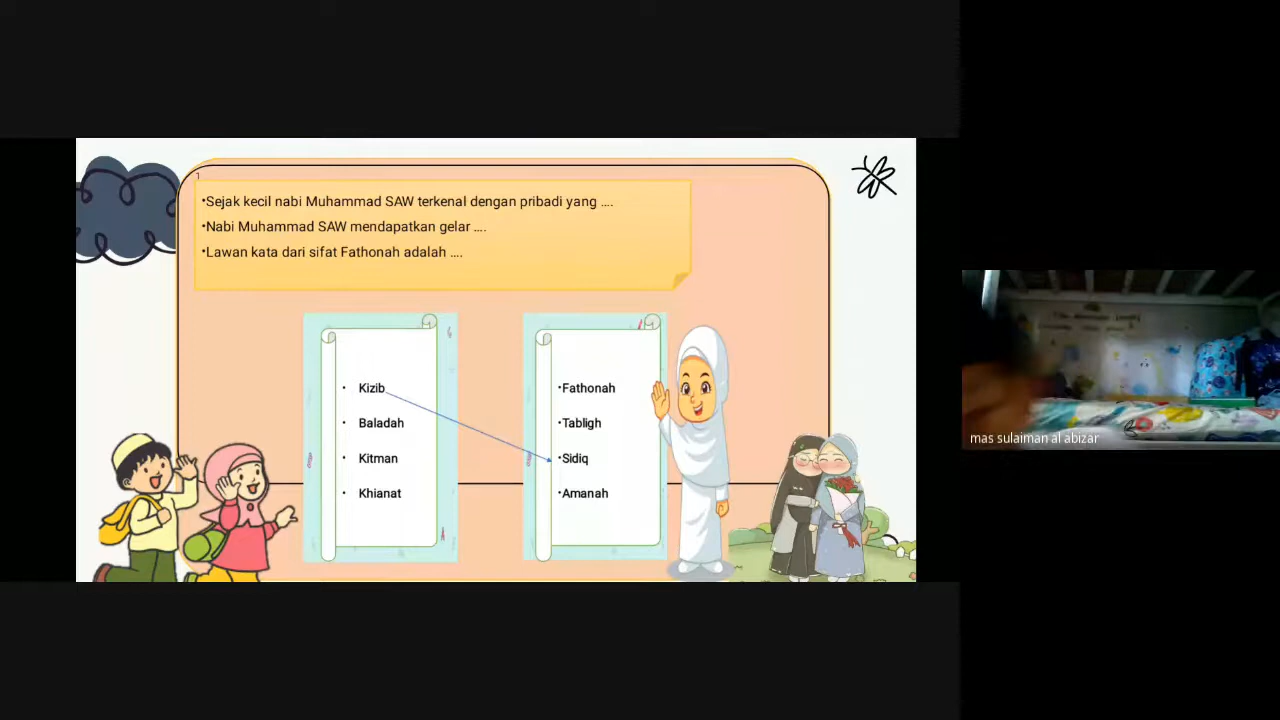 1
•Sejak kecil nabi Muhammad SAW terkenal dengan pribadi yang ....
•Nabi Muhammad SAW mendapatkan gelar ....
•Lawan kata dari sifat Fathonah adalah ....
• Kizib
• Baladah
• Kitman
• Khianat
•Fathonah
•Tabligh
•Sidiq
•Amanah
mas sulaiman al abizar